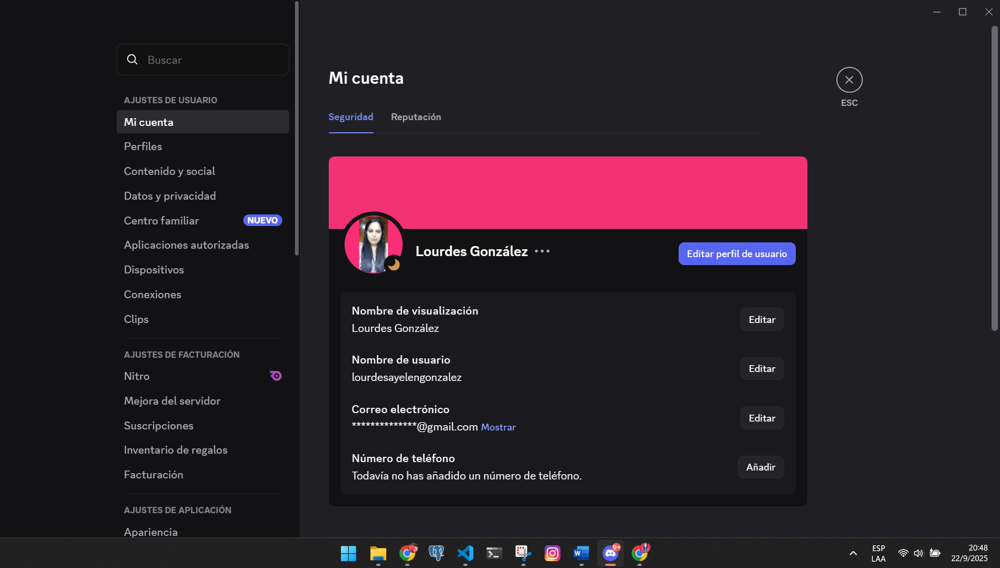 Buscar
AJUSTES DE USUARIO
Mi cuenta
Perfiles
Contenido y social
Datos y privacidad
Centro familiar NUEVO
Aplicaciones autorizadas
Dispositivos
Conexiones
Clips
AJUSTES DE FACTURACIÓN
Nitro
Mejora del servidor
Suscripciones
Inventario de regalos
Facturación
AJUSTES DE APLICACIÓN
Apariencia
Mi cuenta
ESC
Seguridad Reputación
Lourdes González
Editar perfil de usuario
Nombre de visualización
Lourdes González
Editar
Nombre de usuario
lourdesayelengonzalez
Editar
Correo electrónico
**************@gmail.com Mostrar
Editar
Número de teléfono
Todavía no has añadido un número de teléfono.
Añadir
W
9+
ESP
LAA
20:48
22/9/2025